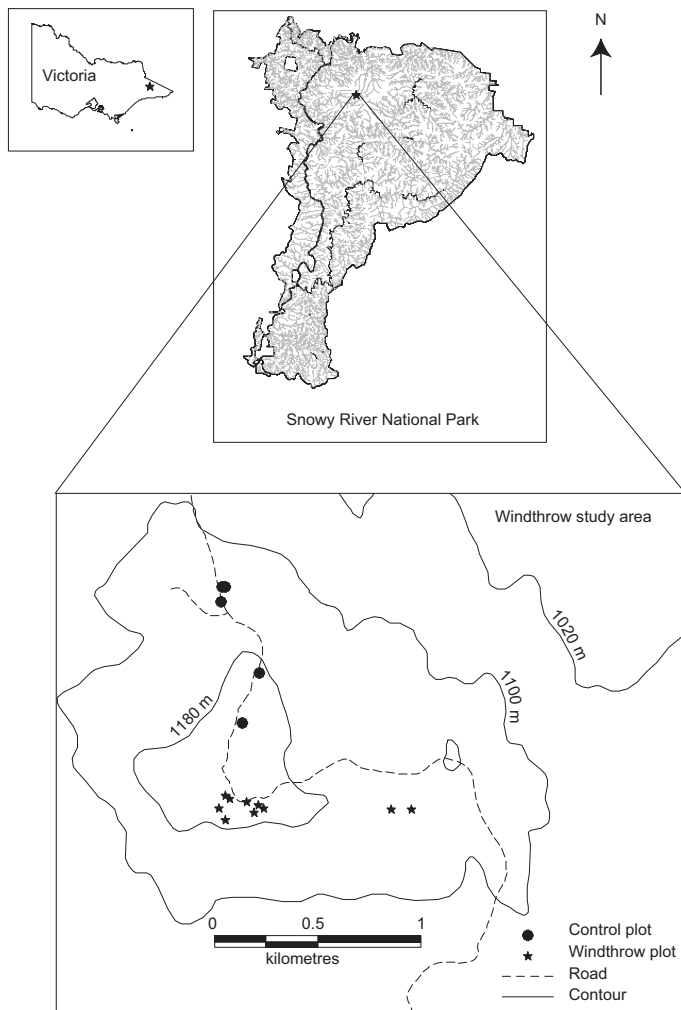 Victoria
N
Snowy River National Park
Windthrow study area
1020 m
1100 m
1180 m
0 0.5 1
kilometres
Control plot
Windthrow plot
Road
Contour